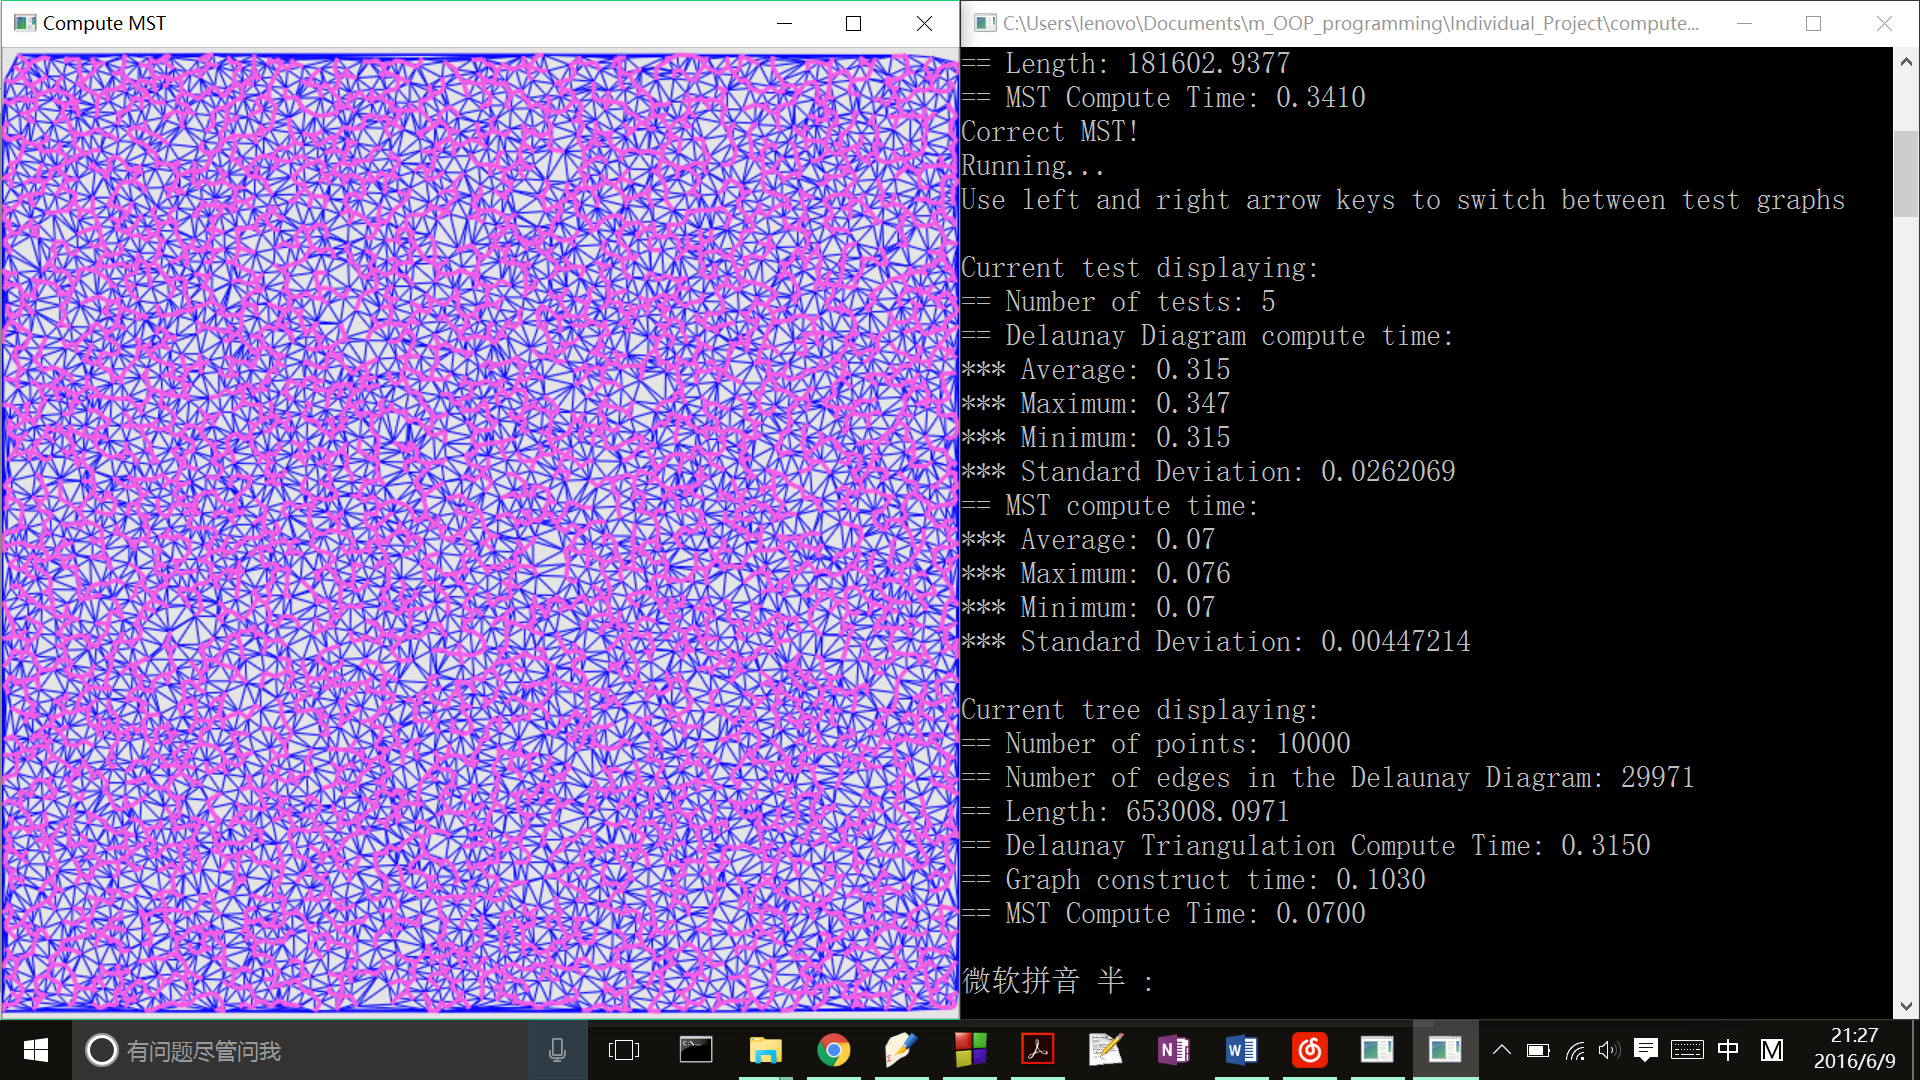 Compute MST
C:\Users\lenovo\Documents\m_OOP_programming\Individual_Project\compute...
== Length: 181602.9377
== MST Compute Time: 0.3410
Correct MST!
Running...
Use left and right arrow keys to switch between test graphs
Current test displaying:
== Number of tests: 5
== Delaunay Diagram compute time:
*** Average: 0.315
*** Maximum: 0.347
*** Minimum: 0.315
*** Standard Deviation: 0.0262069
== MST compute time:
*** Average: 0.07
*** Maximum: 0.076
*** Minimum: 0.07
*** Standard Deviation: 0.00447214
Current tree displaying:
== Number of points: 10000
== Number of edges in the Delaunay Diagram: 29971
== Length: 653008.0971
== Delaunay Triangulation Compute Time: 0.3150
== Graph construct time: 0.1030
== MST Compute Time: 0.0700
微软拼音 半 :
有问题尽管问我
中
M
21:27
2016/6/9